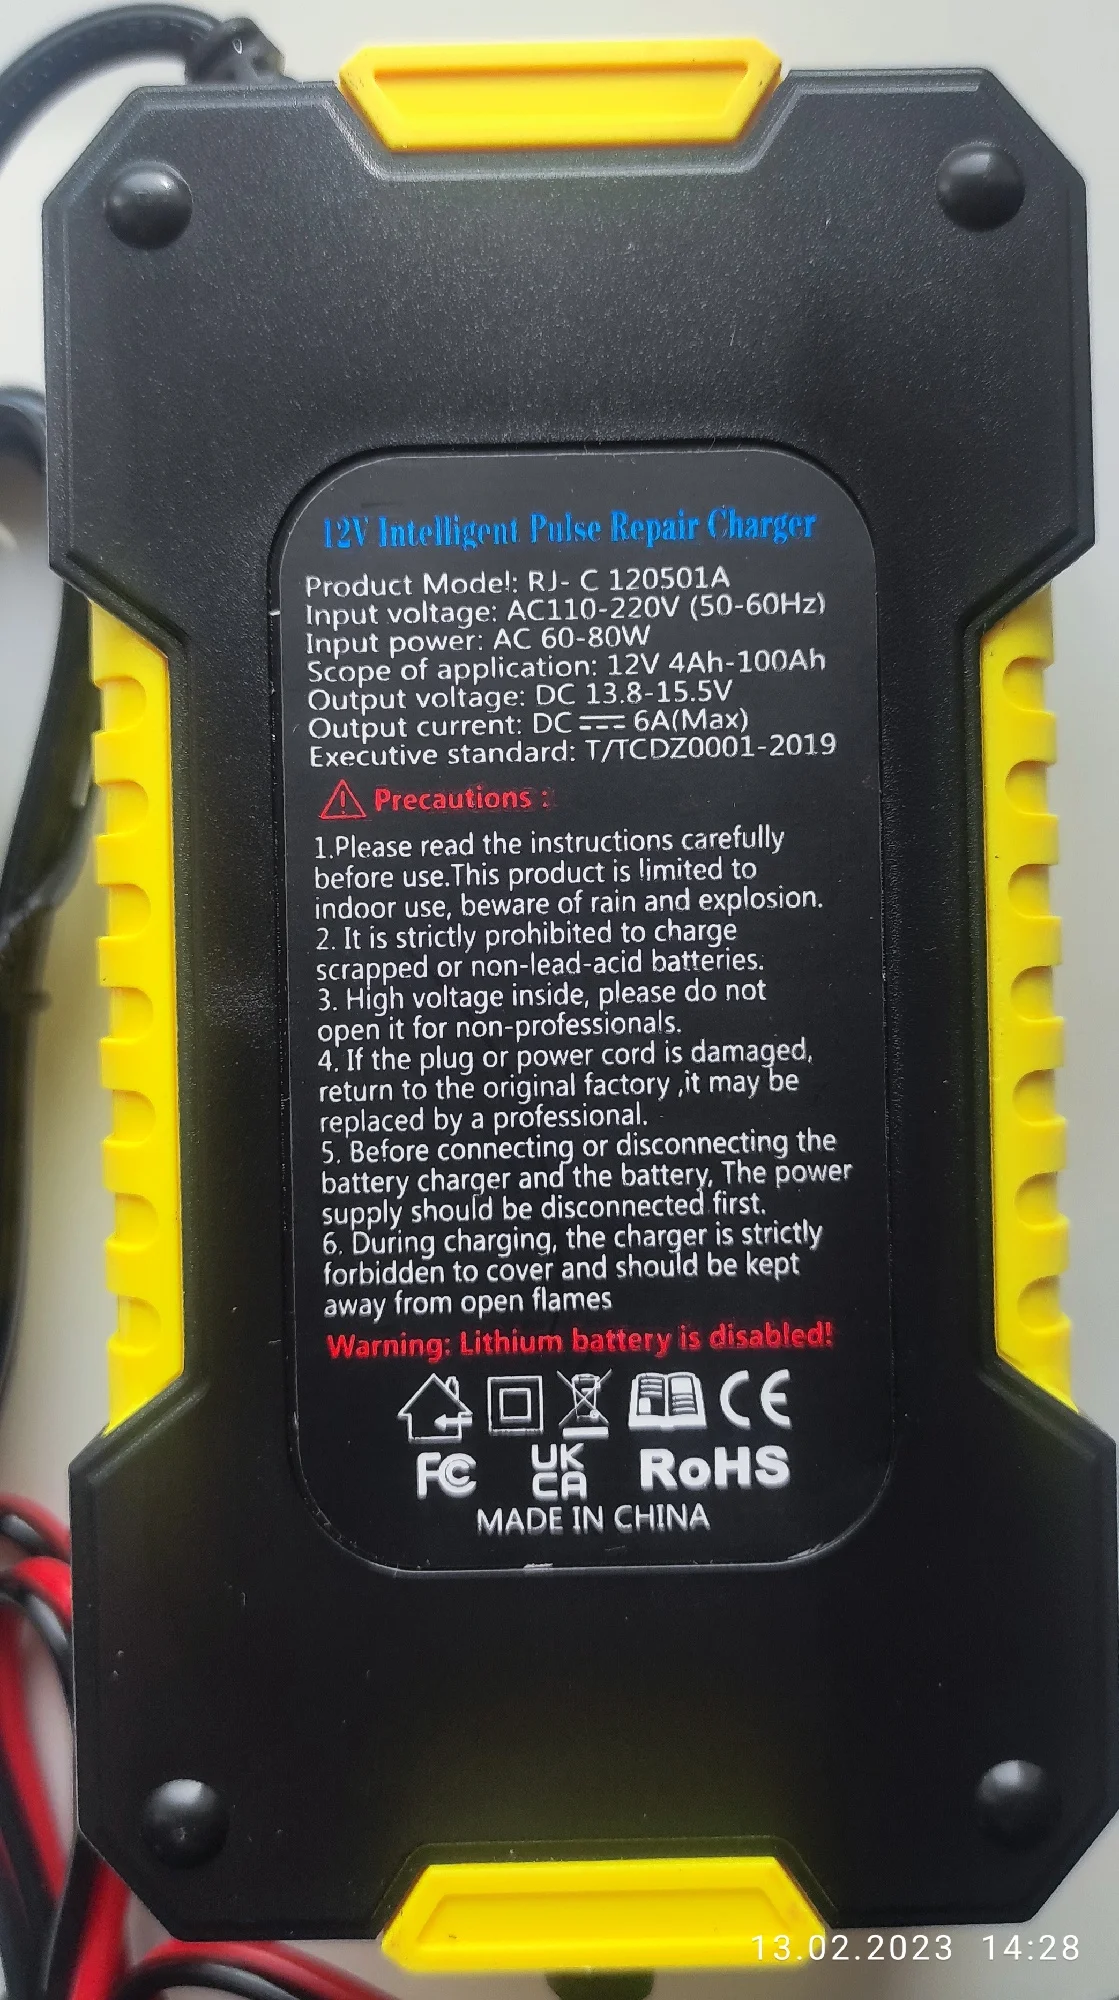 12V Intelligent Pulse Repair Charger
Product Model: RJ- C 120501A
Input voltage: AC110-220V (50-60Hz)
Input power: AC 60-80W
Scope of application: 12V 4Ah-100Ah
Output voltage: DC 13.8-15.5V
Output current: DC 6A(Max)
Executive standard: T/TCDZ0001-2019
Precautions :
1.Please read the instructions carefully
before use.This product is limited to
indoor use, beware of rain and explosion.
2. It is strictly prohibited to charge
scrapped or non-lead-acid batteries.
3. High voltage inside, please do not
open it for non-professionals.
4. If the plug or power cord is damaged,
return to the original factory ,it may be
replaced by a professional.
5. Before connecting or disconnecting the
battery charger and the battery, The power
supply should be disconnected first.
6. During charging, the charger is strictly
forbidden to cover and should be kept
away from open flames
Warning: Lithium battery is disabled!
CE
FC UK
CA RoHS
MADE IN CHINA
13.02.2023 14:28